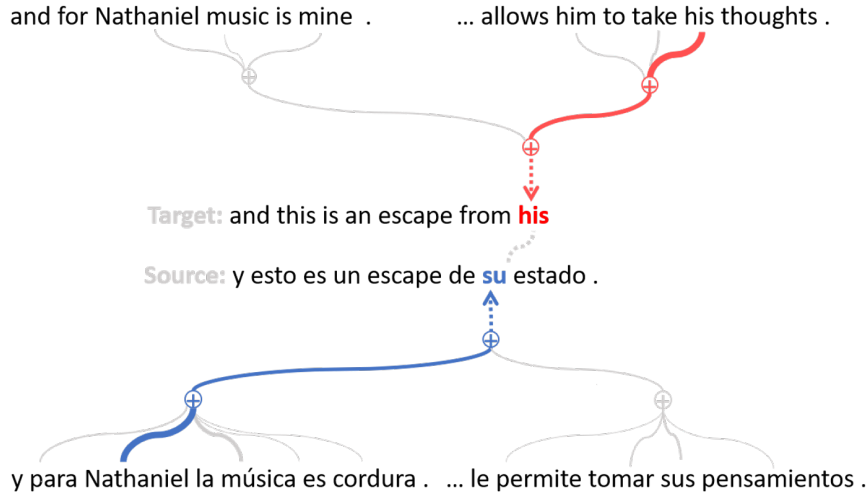 and for Nathaniel music is mine . ... allows him to take his thoughts .
Target: and this is an escape from his
Source: y esto es un escape de su estado .
y para Nathaniel la música es cordura . ... le permite tomar sus pensamientos .